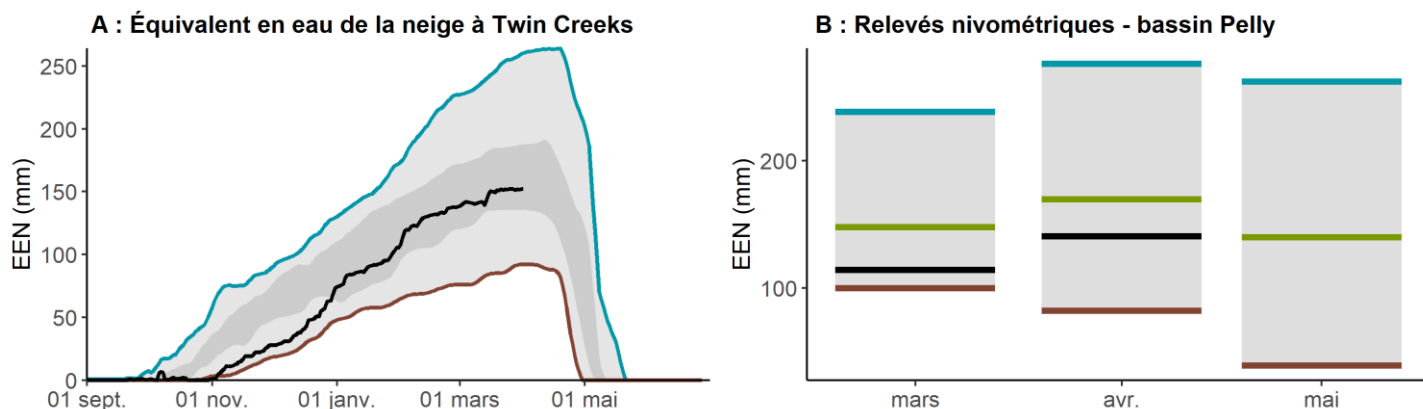 A : Équivalent en eau de la neige à Twin Creeks
EEN (mm)
250
200
150
100
50
0
01 sept.
01 nov.
01 janv.
01 mars
01 mai
B : Relevés nivométriques - bassin Pelly
EEN (mm)
200
100
mars
avr.
mai